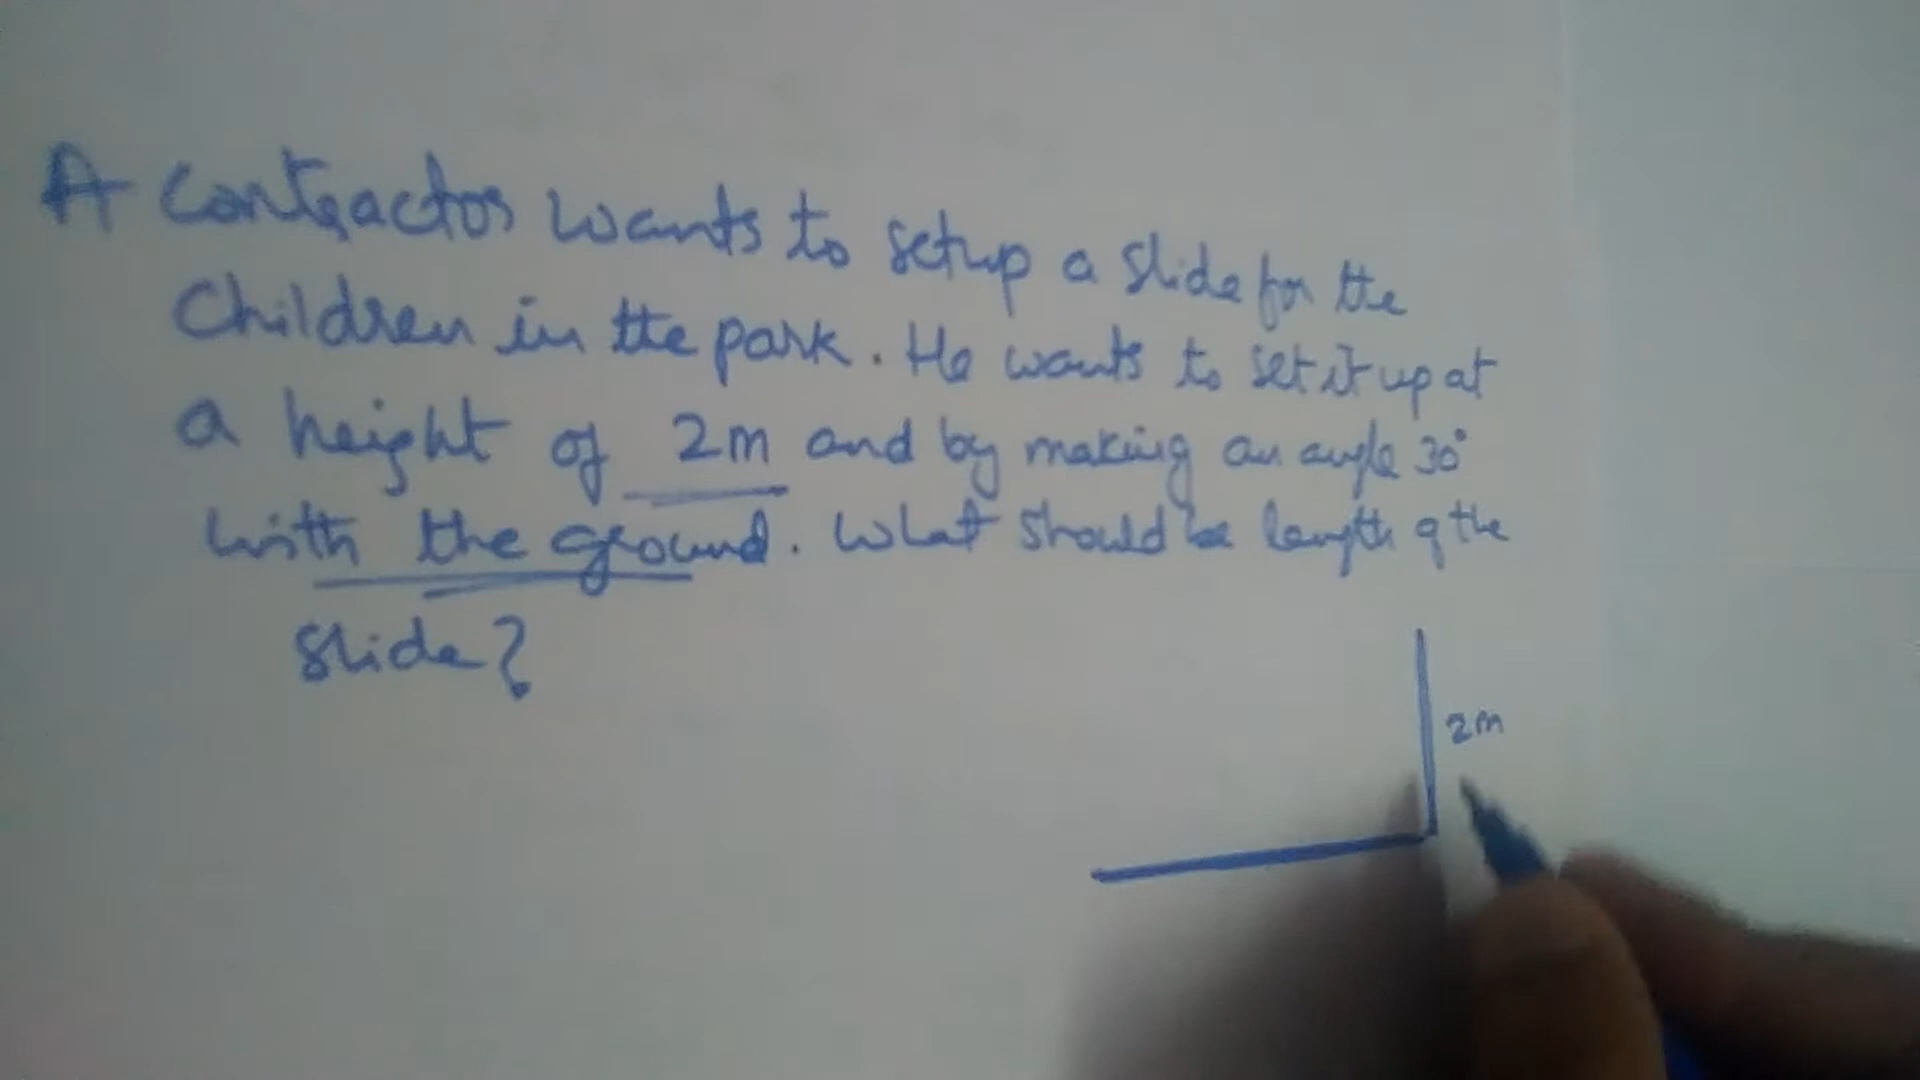 A Contractor wants to setup a slide for the
Children in the park. He wants to set it up at
a height of 2m and by making an angle 30°
with the ground. What should be length of the
slide?
2m